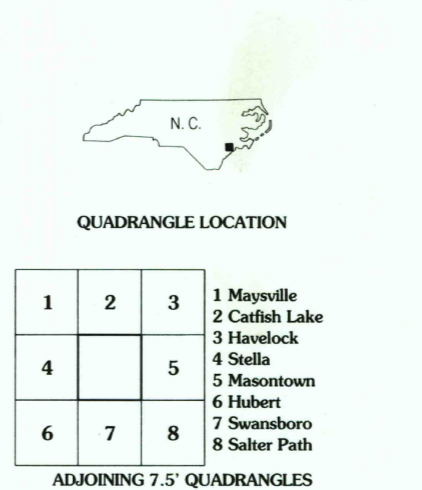 N. C.
QUADRANGLE LOCATION
1 2 3
4 5
6 7 8
1 Maysville
2 Catfish Lake
3 Havelock
4 Stella
5 Masontown
6 Hubert
7 Swansboro
8 Salter Path
ADJOINING 7.5' QUADRANGLES